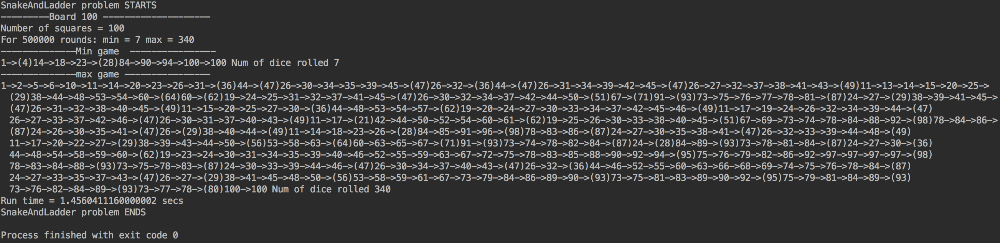 SnakeAndLadder problem STARTS
---------Board 100 --------------------
Number of squares = 100
For 500000 rounds: min = 7 max = 340
--------------Min game  ----------------
1->(4)14->18->23->(28)84->90->94->100->100 Num of dice rolled 7
--------------max game ----------------
1->2->5->6->10->11->14->20->23->26->31->(36)44->(47)26->30->34->35->39->45->(47)26->32->(36)44->(47)26->31->34->39->42->45->(47)26->27->32->37->38->41->43->(49)11->13->14->15->20->25->
(29)38->44->48->53->54->60->(64)60->(62)19->24->25->31->32->37->41->45->(47)26->30->32->34->37->42->44->50->(51)67->(71)91->(93)73->75->76->77->78->81->(87)24->27->(29)38->39->41->45->
(47)26->31->32->38->40->45->(49)11->15->20->25->27->30->(36)44->48->53->54->57->(62)19->20->24->27->30->33->34->37->42->45->46->(49)11->17->19->24->26->32->34->39->44->(47)
26->27->33->37->42->46->(47)26->30->31->37->40->43->(49)11->17->(21)42->44->50->52->54->60->61->(62)19->25->26->30->33->38->40->45->(51)67->69->73->74->78->84->88->92->(98)78->84->86->
(87)24->26->30->35->41->(47)26->(29)38->40->44->(49)11->14->18->23->26->(28)84->85->91->96->(98)78->83->86->(87)24->27->30->35->38->41->(47)26->32->33->39->44->48->(49)
11->17->20->22->27->(29)38->39->43->44->50->(56)53->58->63->(64)60->63->65->67->(71)91->(93)73->74->78->82->84->(87)24->(28)84->89->(93)73->78->81->84->(87)24->27->30->(36)
44->48->54->58->59->60->(62)19->23->24->30->31->34->35->39->40->46->52->55->59->63->67->72->75->78->83->85->88->90->92->94->(95)75->76->79->82->86->92->97->97->97->97->(98)
78->83->84->88->(93)73->75->78->83->(87)24->30->33->39->44->46->(47)26->30->34->37->40->43->(47)26->32->(36)44->46->52->55->60->63->66->68->69->74->75->76->78->84->(87)
24->27->33->35->37->43->(47)26->27->(29)38->41->45->48->50->(56)53->58->59->61->67->73->79->84->86->89->90->(93)73->75->81->83->89->90->92->(95)75->79->81->84->89->(93)
73->76->82->84->89->(93)73->77->78->(80)100->100 Num of dice rolled 340
Run time = 1.4560411160000002 secs
SnakeAndLadder problem ENDS
Process finished with exit code 0